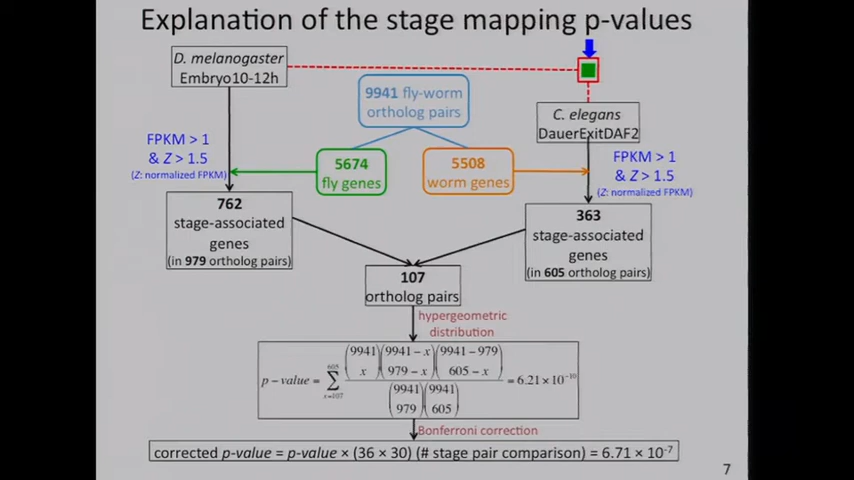 Explanation of the stage mapping p-values
D. melanogaster
Embryo10-12h
9941 fly-worm
ortholog pairs
C. elegans
DauerExitDAF2
FPKM > 1
& Z > 1.5
(Z: normalized FPKM)
5674
fly genes
5508
worm genes
FPKM > 1
& Z > 1.5
(Z: normalized FPKM)
762
stage-associated
genes
(in 979 ortholog pairs)
363
stage-associated
genes
(in 605 ortholog pairs)
107
ortholog pairs
hypergeometric
distribution
p − value = ∑ (9941 x)(9941 − x 979 − x)(9941 − 979 605 − x) / (9941 979)(9941 605) = 6.21 × 10⁻¹⁰
605
x=107
Bonferroni correction
corrected p-value = p-value × (36 × 30) (# stage pair comparison) = 6.71 × 10⁻⁷
7